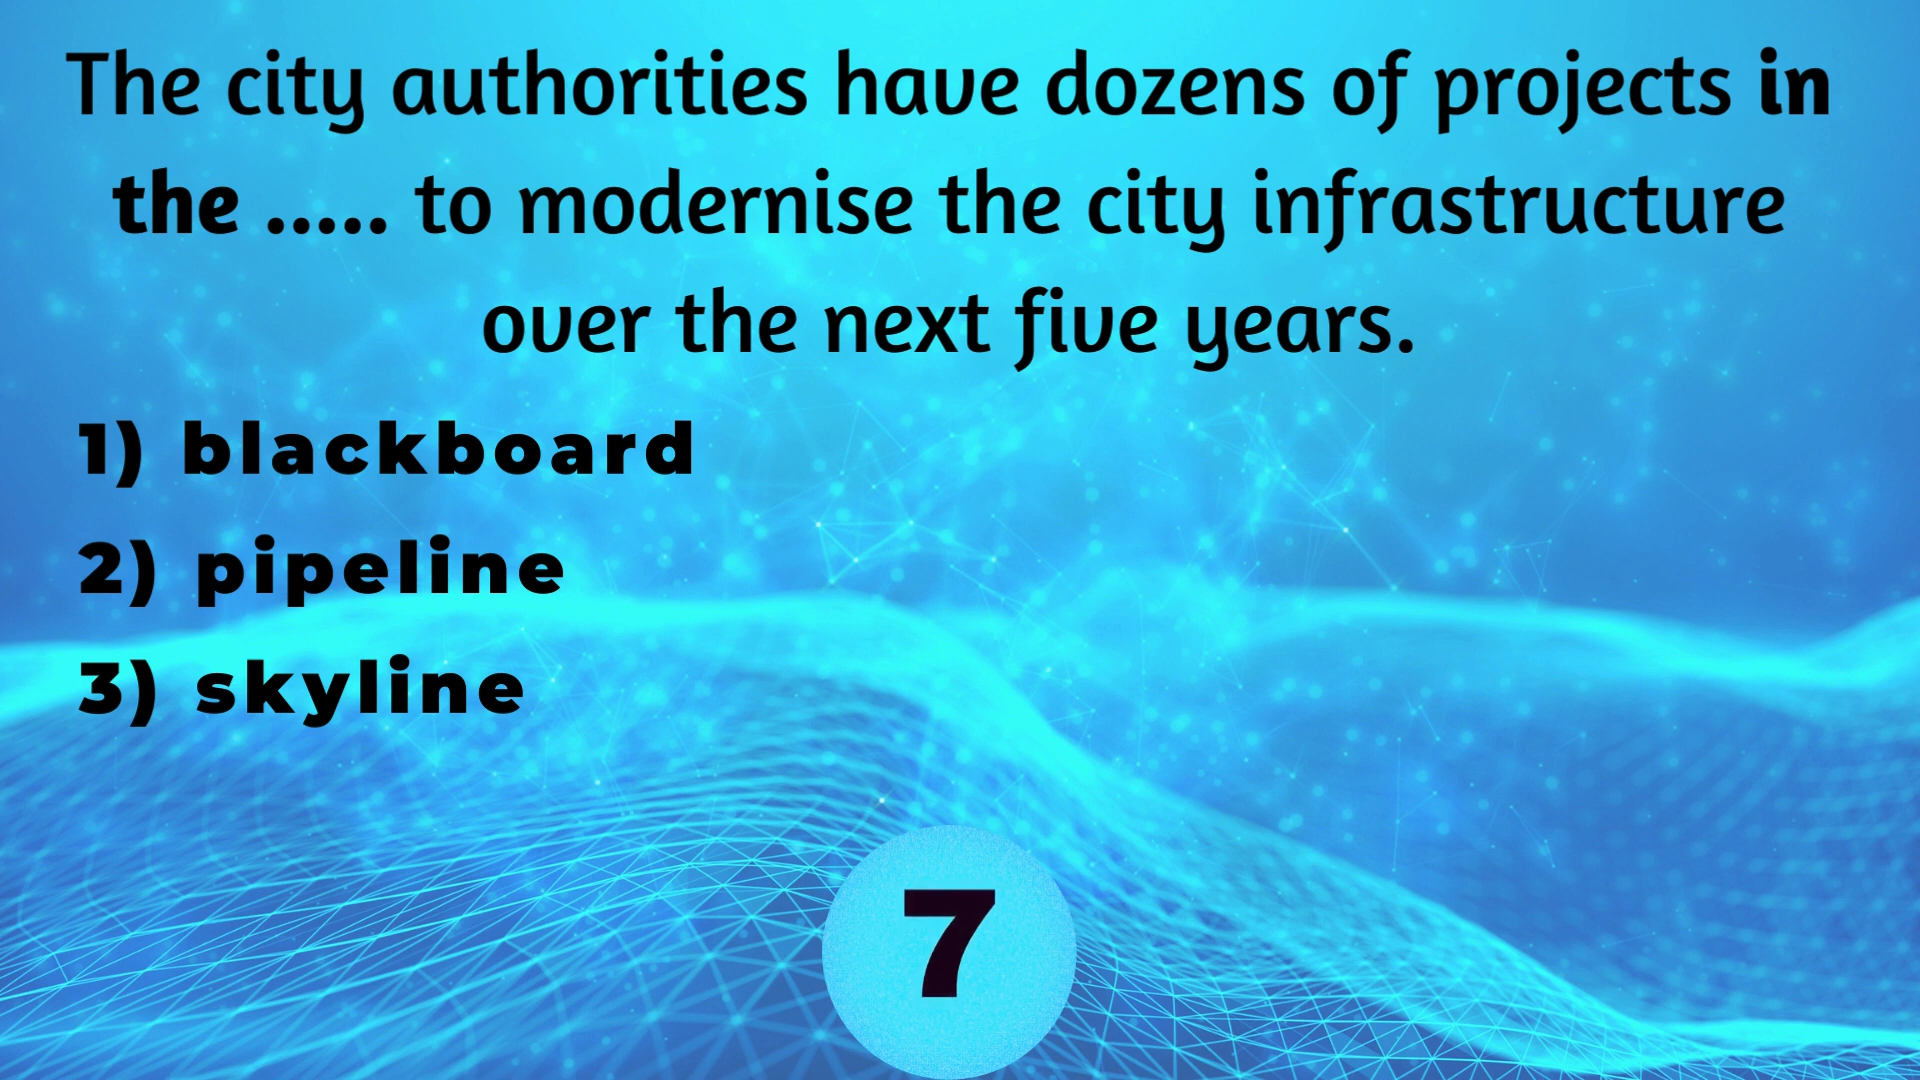 The city authorities have dozens of projects in
the ..... to modernise the city infrastructure
over the next five years.
1) blackboard
2) pipeline
3) skyline
7